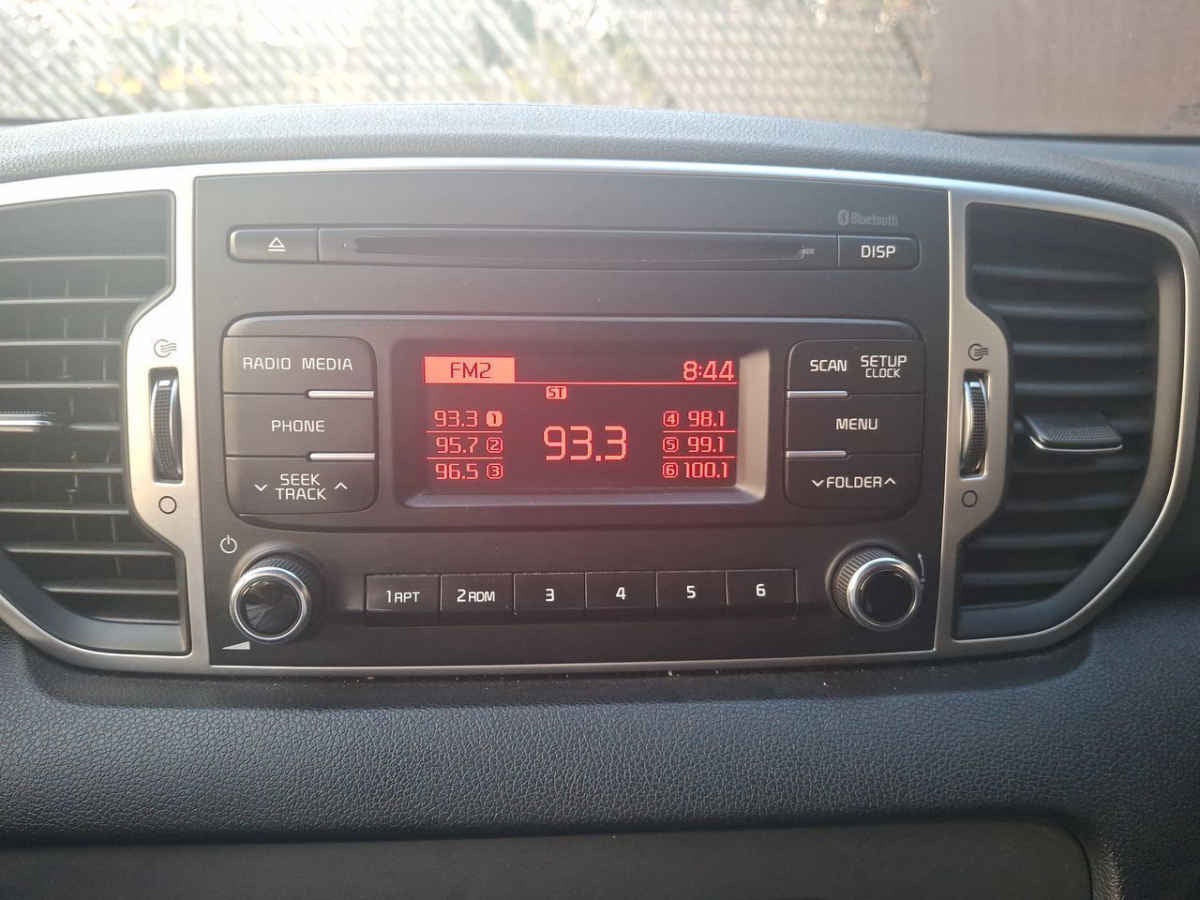 Bluetooth
DISP
RADIO MEDIA
PHONE
SEEK
TRACK
FM2 8:44
ST
93.3 1
95.7 2
96.5 3
93.3
4 98.1
5 99.1
6 100.1
SCAN SETUP
CLOCK
MENU
FOLDER
1 RPT 2 RDM 3 4 5 6